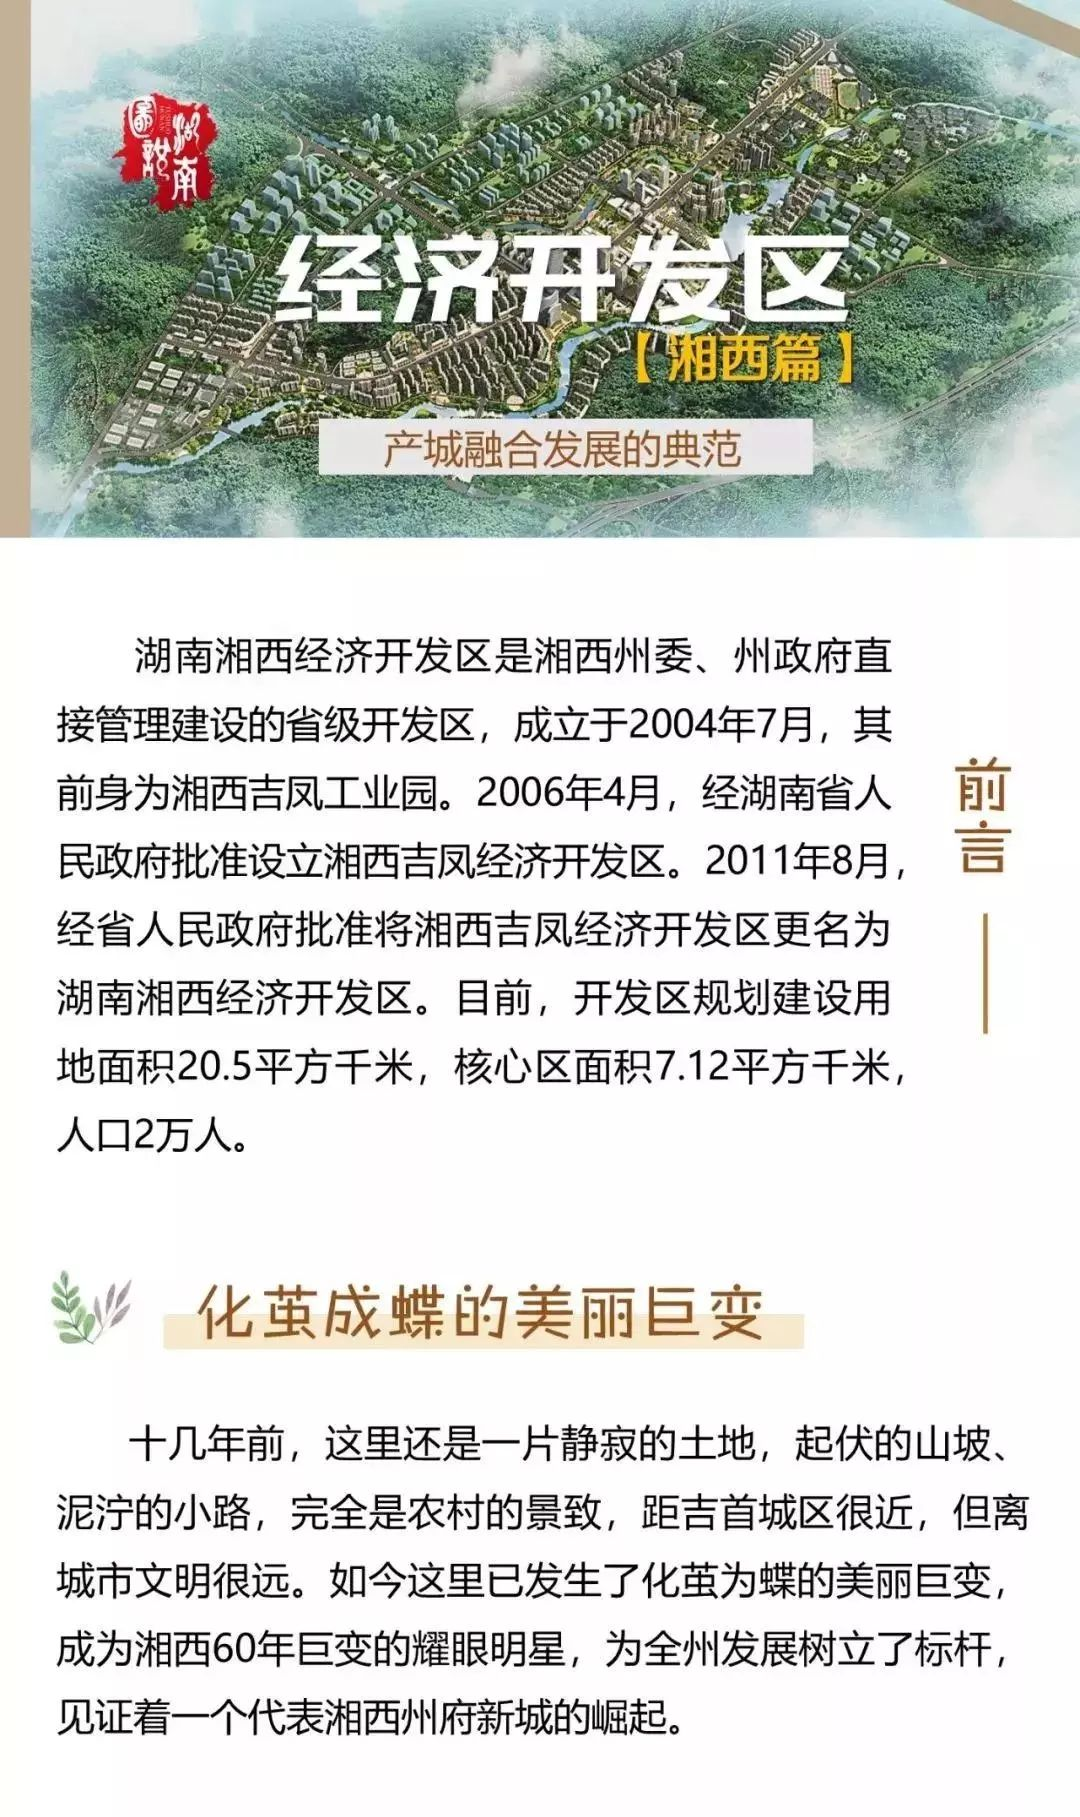 图说
湖南
经济开发区
【湘西篇】
产城融合发展的典范
前言
湖南湘西经济开发区是湘西州委、州政府直
接管理建设的省级开发区，成立于2004年7月，其
前身为湘西吉凤工业园。2006年4月，经湖南省人
民政府批准设立湘西吉凤经济开发区。2011年8月，
经省人民政府批准将湘西吉凤经济开发区更名为
湖南湘西经济开发区。目前，开发区规划建设用
地面积20.5平方千米，核心区面积7.12平方千米，
人口2万人。
化茧成蝶的美丽巨变
十几年前，这里还是一片静寂的土地，起伏的山坡、
泥泞的小路，完全是农村的景致，距吉首城区很近，但离
城市文明很远。如今这里已发生了化茧为蝶的美丽巨变，
成为湘西60年巨变的耀眼明星，为全州发展树立了标杆，
见证着一个代表湘西州府新城的崛起。